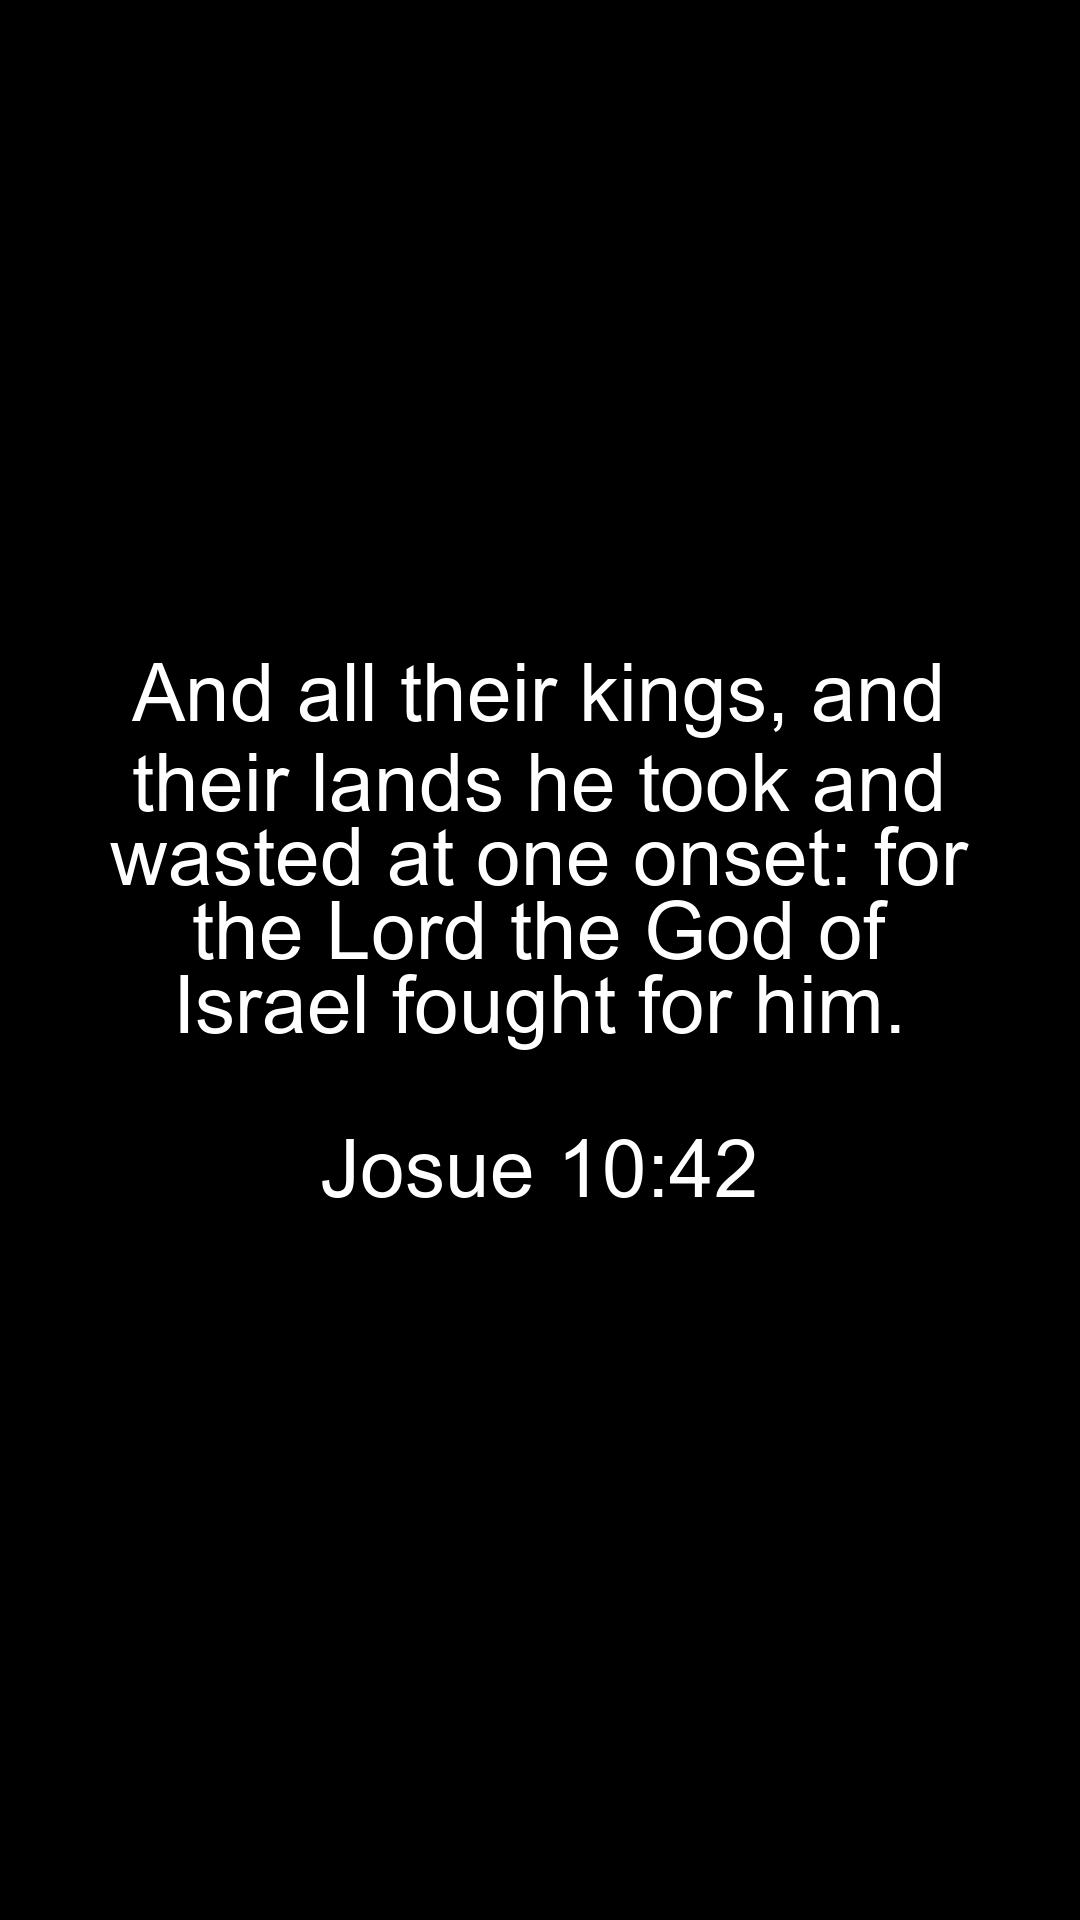 And all their kings, and
their lands he took and
wasted at one onset: for
the Lord the God of
Israel fought for him.
Josue 10:42